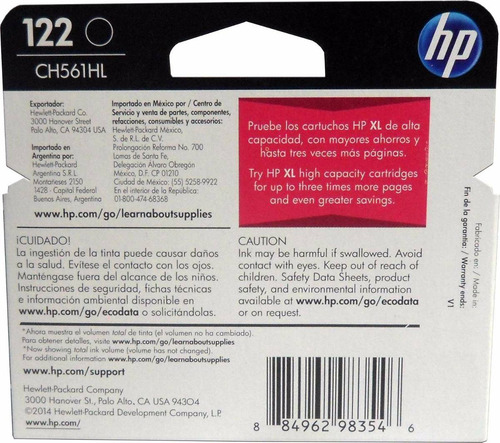 122
CH561HL
hp
Exportador:
Hewlett-Packard Co.
3000 Hanover Street
Palo Alto, CA 94304 USA
Importado en
Argentina por:
Hewlett-Packard
Argentina S.R.L.
Montañeses 2150
1428 - Capital Federal
Buenos Aires, Argentina
Importado en México por / Centro de
Servicio y venta de partes, componentes,
refacciones, consumibles y accesorios:
Hewlett-Packard México,
S. de R.L. de C.V.
Prolongación Reforma No. 700
Lomas de Santa Fe,
Delegación Álvaro Obregón
México, D.F. CP 01210
Ciudad de México: (55) 5258-9922
En el interior de la República:
01-800-474-68368
www.hp.com/go/learnaboutsupplies
Pruebe los cartuchos HP XL de alta
capacidad, con mayores ahorros y
hasta tres veces más páginas.
Try HP XL high capacity cartridges
for up to three times more pages
and even greater savings.
Fabricado en: / Made in
Fin de la garantía: / Warranty ends:
V1
¡CUIDADO!
La ingestión de la tinta puede causar daños
a la salud. Evítese el contacto con los ojos.
Manténgase fuera del alcance de los niños.
Instrucciones de seguridad, fichas técnicas
e información ambiental disponible en
www.hp.com/go/ecodata o solicitándolas.
CAUTION
Ink may be harmful if swallowed. Avoid
contact with eyes. Keep out of reach of
children. Safety Data Sheets, product
safety, and environmental information
available at www.hp.com/go/ecodata
or on request.
*Ahora muestra el volumen total de tinta (el volumen no ha cambiado).
Para obtener detalles, visite www.hp.com/go/learnaboutsupplies
*Now showing total ink volume (volume has not changed).
For additional information www.hp.com/go/learnaboutsupplies
www.hp.com/support
Hewlett-Packard Company
3000 Hanover St., Palo Alto, CA 94304
©2014 Hewlett-Packard Development Company, L.P.
www.hp.com/
8 84962 98354 6